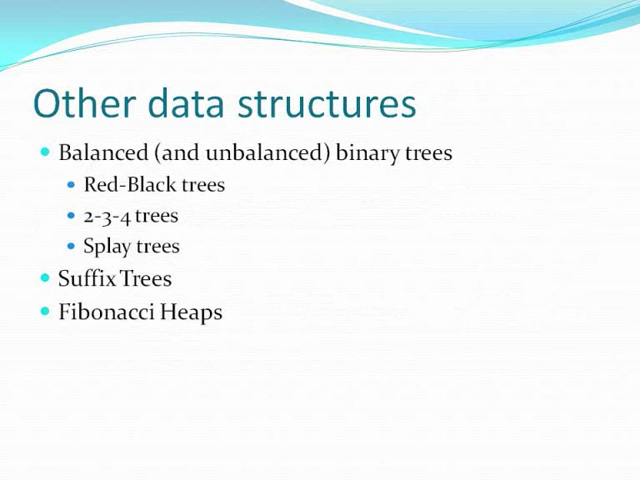 Other data structures
Balanced (and unbalanced) binary trees
Red-Black trees
2-3-4 trees
Splay trees
Suffix Trees
Fibonacci Heaps